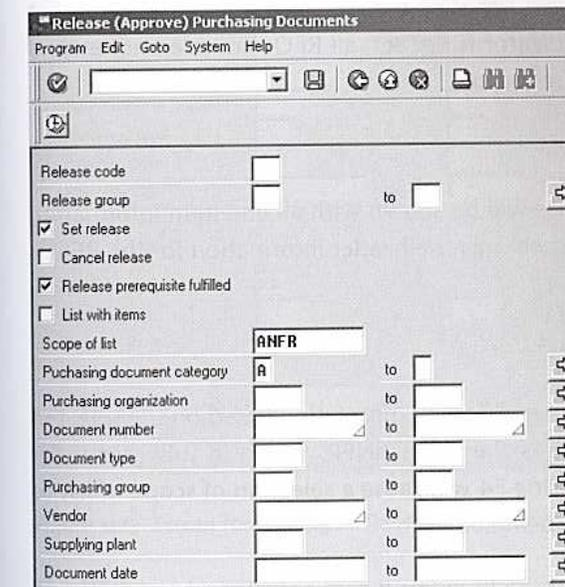 Release (Approve) Purchasing Documents
Program Edit Goto System Help
Release code
Release group to
Set release
Cancel release
Release prerequisite fulfilled
List with items
Scope of list ANFR
Puchasing document category A to
Purchasing organization to
Document number to
Document type to
Purchasing group to
Vendor to
Supplying plant to
Document date to